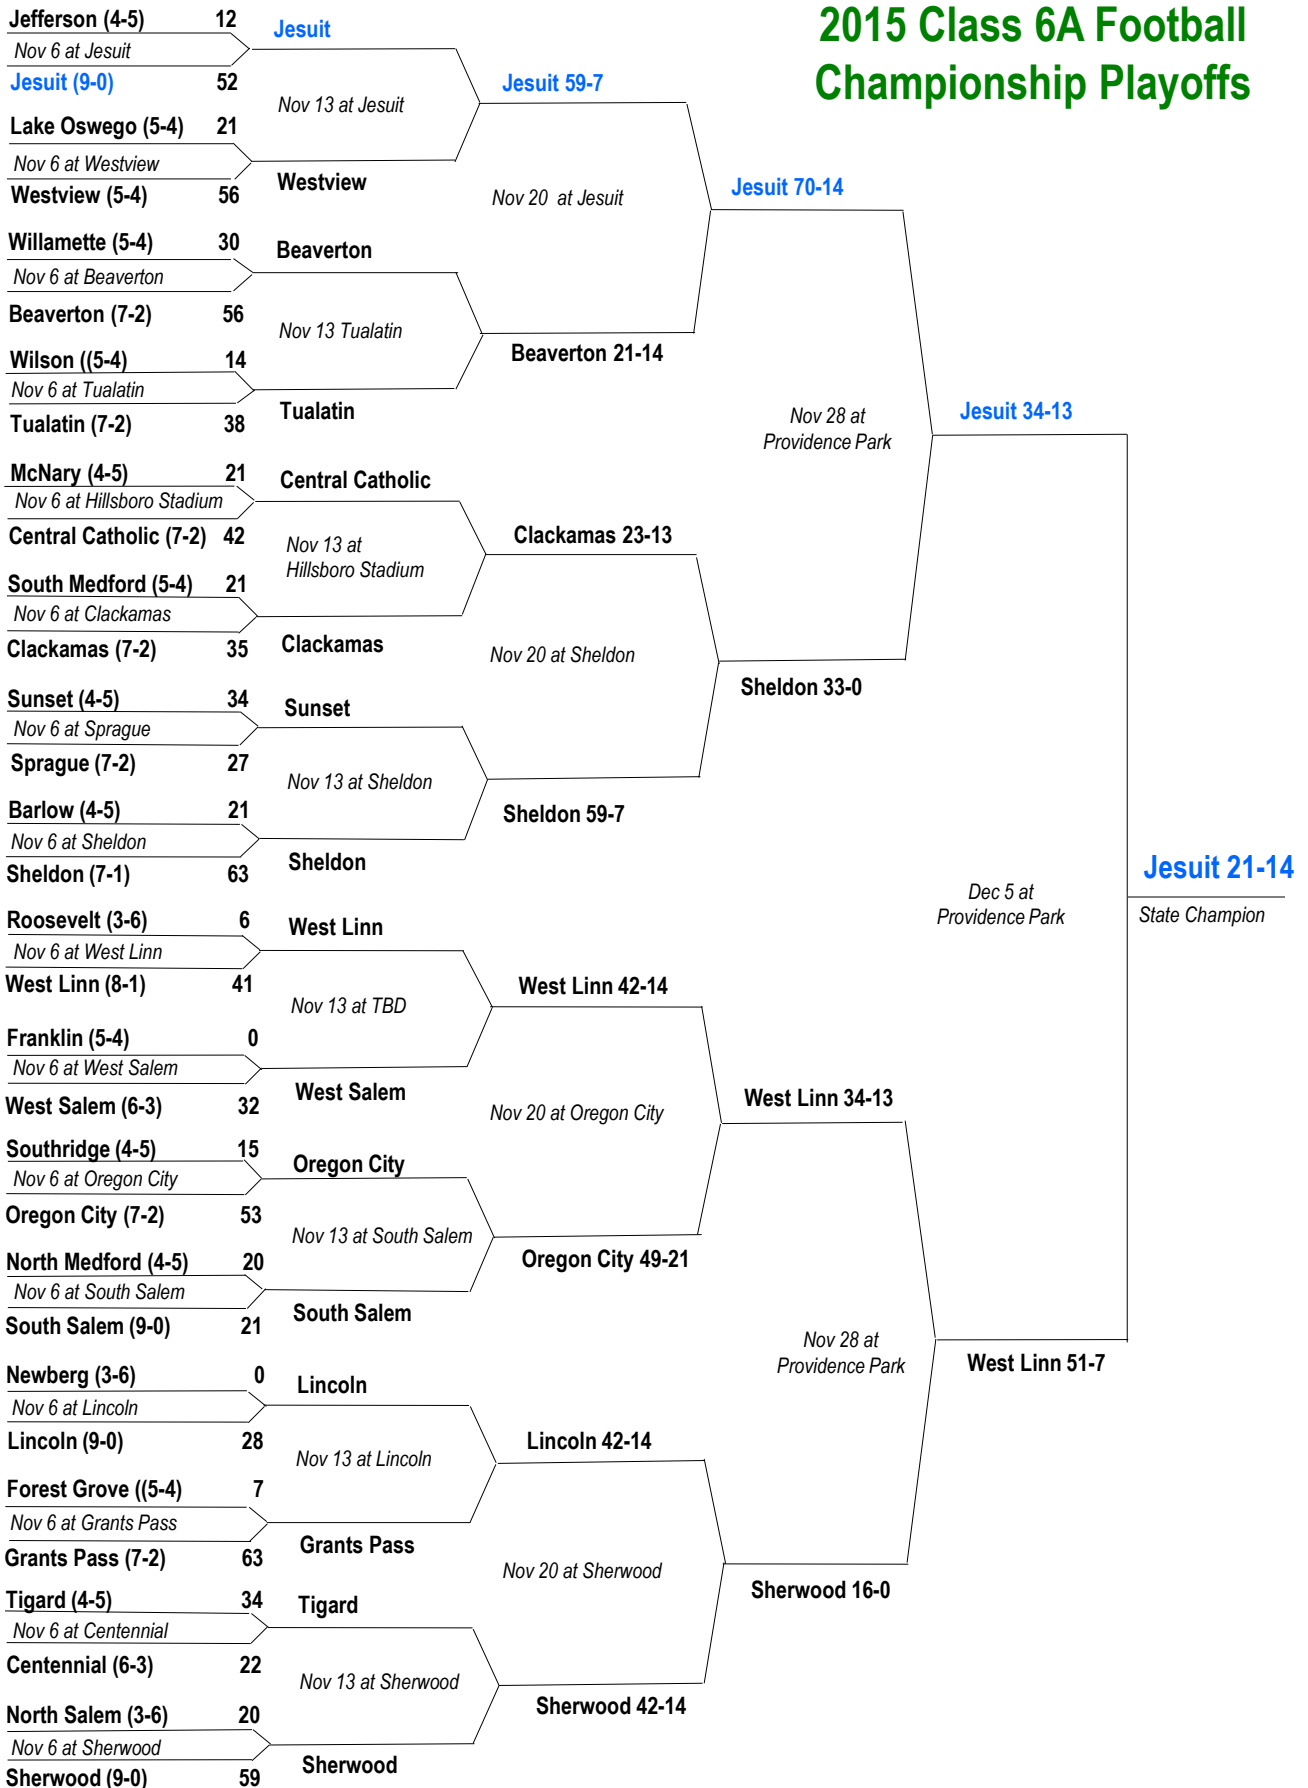 2015 Class 6A Football
Championship Playoffs
Jefferson (4-5) 12
Nov 6 at Jesuit
Jesuit (9-0) 52
Lake Oswego (5-4) 21
Nov 6 at Westview
Westview (5-4) 56
Willamette (5-4) 30
Nov 6 at Beaverton
Beaverton (7-2) 56
Wilson ((5-4) 14
Nov 6 at Tualatin
Tualatin (7-2) 38
McNary (4-5) 21
Nov 6 at Hillsboro Stadium
Central Catholic (7-2) 42
South Medford (5-4) 21
Nov 6 at Clackamas
Clackamas (7-2) 35
Sunset (4-5) 34
Nov 6 at Sprague
Sprague (7-2) 27
Barlow (4-5) 21
Nov 6 at Sheldon
Sheldon (7-1) 63
Roosevelt (3-6) 6
Nov 6 at West Linn
West Linn (8-1) 41
Franklin (5-4) 0
Nov 6 at West Salem
West Salem (6-3) 32
Southridge (4-5) 15
Nov 6 at Oregon City
Oregon City (7-2) 53
North Medford (4-5) 20
Nov 6 at South Salem
South Salem (9-0) 21
Newberg (3-6) 0
Nov 6 at Lincoln
Lincoln (9-0) 28
Forest Grove ((5-4) 7
Nov 6 at Grants Pass
Grants Pass (7-2) 63
Tigard (4-5) 34
Nov 6 at Centennial
Centennial (6-3) 22
North Salem (3-6) 20
Nov 6 at Sherwood
Sherwood (9-0) 59
Jesuit
Nov 13 at Jesuit
Westview
Beaverton
Nov 13 Tualatin
Tualatin
Central Catholic
Nov 13 at
Hillsboro Stadium
Clackamas
Sunset
Nov 13 at Sheldon
Sheldon
West Linn
Nov 13 at TBD
West Salem
Oregon City
Nov 13 at South Salem
South Salem
Lincoln
Nov 13 at Lincoln
Grants Pass
Tigard
Nov 13 at Sherwood
Sherwood
Jesuit 59-7
Nov 20 at Jesuit
Beaverton 21-14
Clackamas 23-13
Nov 20 at Sheldon
Sheldon 59-7
West Linn 42-14
Nov 20 at Oregon City
Oregon City 49-21
Lincoln 42-14
Nov 20 at Sherwood
Sherwood 42-14
Jesuit 70-14
Nov 28 at
Providence Park
Sheldon 33-0
West Linn 34-13
Nov 28 at
Providence Park
Sherwood 16-0
Jesuit 34-13
Dec 5 at
Providence Park
West Linn 51-7
Jesuit 21-14
State Champion